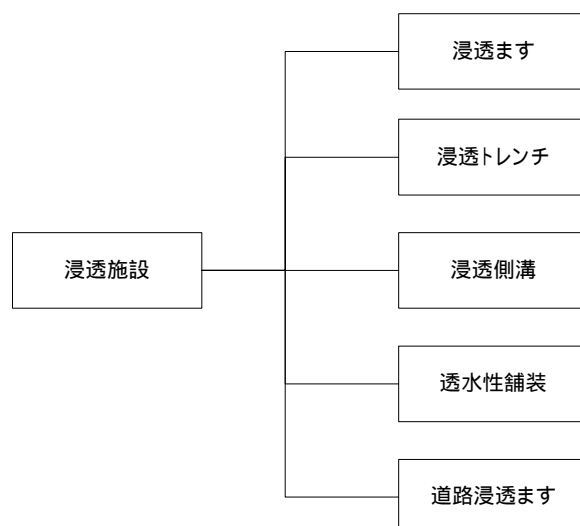 浸透ます
浸透トレンチ
浸透施設
浸透側溝
透水性舗装
道路浸透ます